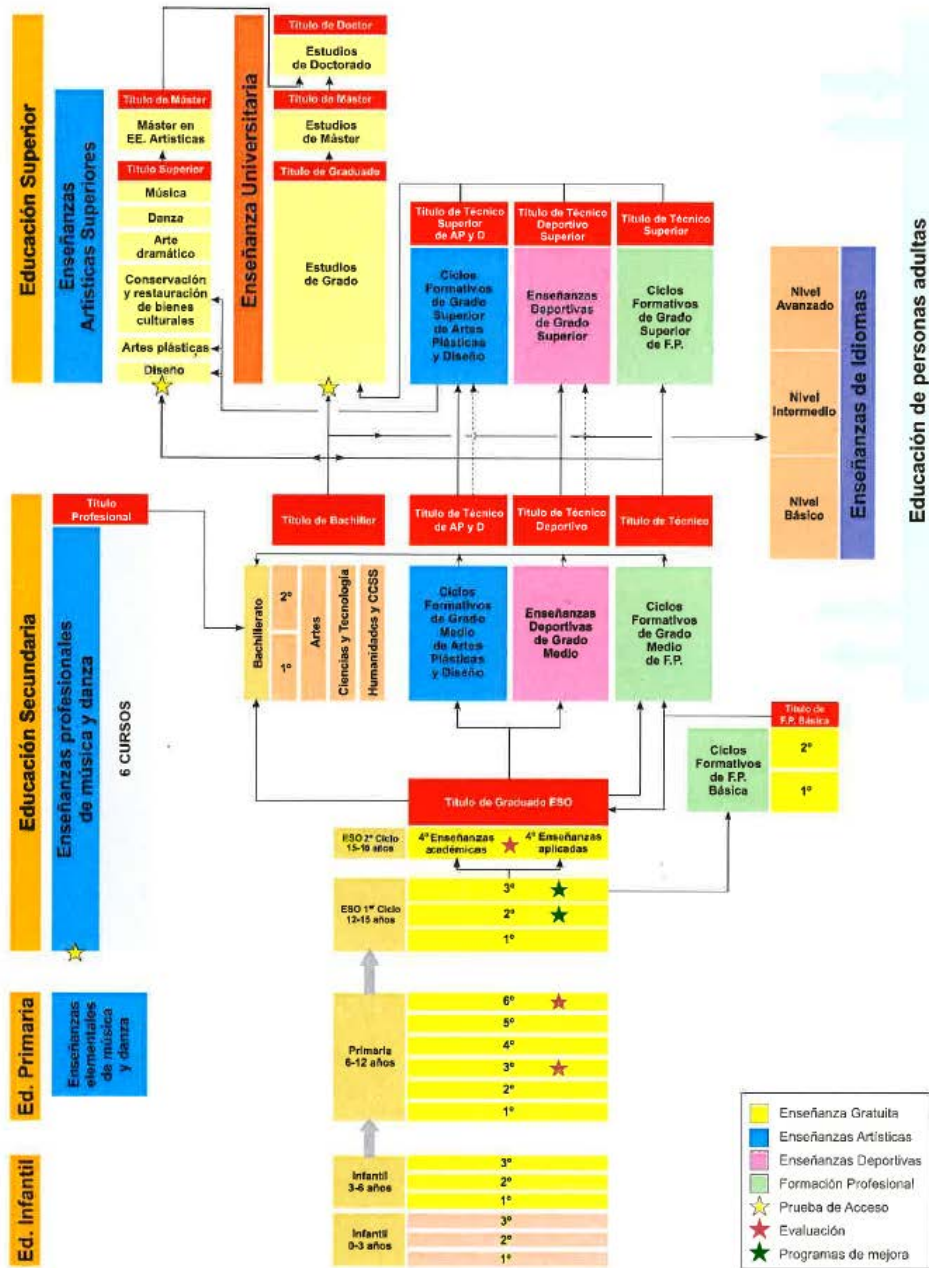 Educación Superior
Enseñanzas
Artísticas Superiores
Título de Máster
Máster en
EE. Artísticas
Título Superior
Música
Danza
Arte
dramático
Conservación
y restauración
de bienes
culturales
Artes plásticas
Diseño
Enseñanza Universitaria
Título de Doctor
Estudios
de Doctorado
Título de Máster
Estudios
de Máster
Título de Graduado
Estudios
de Grado
Título de Técnico
Superior
de AP y D
Ciclos
Formativos
de Grado
Superior
de Artes
Plásticas
y Diseño
Título de Técnico
Deportivo
Superior
Enseñanzas
Deportivas
de Grado
Superior
Título de Técnico
Superior
Ciclos
Formativos
de Grado
Superior
de F.P.
Nivel
Avanzado
Nivel
Intermedio
Nivel
Básico
Enseñanzas de Idiomas
Educación de personas adultas
Educación Secundaria
Enseñanzas profesionales
de música y danza
Título
Profesional
6 CURSOS
Título de Bachiller
Título de Técnico
de AP y D
Título de Técnico
Deportivo
Título de Técnico
Bachillerato
2º
1º
Artes
Ciencias y Tecnología
Humanidades y CCSS
Ciclos
Formativos
de Grado
Medio
de Artes
Plásticas
y Diseño
Enseñanzas
Deportivas
de Grado
Medio
Ciclos
Formativos
de Grado
Medio
de F.P.
Título de
F.P. Básica
Ciclos
Formativos
de F.P.
Básica
2º
1º
Título de Graduado ESO
ESO 2º Ciclo
15-16 años
4º Enseñanzas
académicas
4º Enseñanzas
aplicadas
ESO 1er Ciclo
12-15 años
3º
2º
1º
Ed. Primaria
Enseñanzas
elementales
de música
y danza
Primaria
6-12 años
6º
5º
4º
3º
2º
1º
Ed. Infantil
Infantil
3-6 años
3º
2º
1º
Infantil
0-3 años
3º
2º
1º
Enseñanza Gratuita
Enseñanzas Artísticas
Enseñanzas Deportivas
Formación Profesional
Prueba de Acceso
Evaluación
Programas de mejora